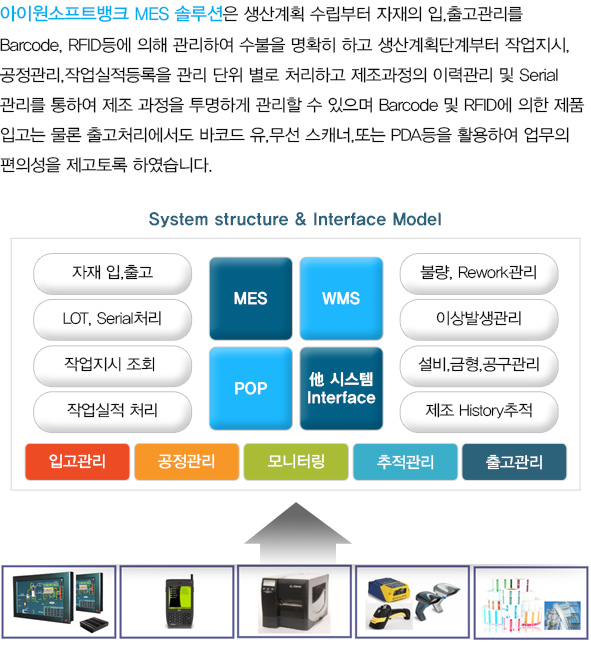 아이원소프트뱅크 MES 솔루션은 생산계획 수립부터 자재의 입,출고관리를
Barcode, RFID등에 의해 관리하여 수불을 명확히 하고 생산계획단계부터 작업지시,
공정관리,작업실적등록을 관리 단위 별로 처리하고 제조과정의 이력관리 및 Serial
관리를 통하여 제조 과정을 투명하게 관리할 수 있으며 Barcode 및 RFID에 의한 제품
입고는 물론 출고처리에서도 바코드 유,무선 스캐너,또는 PDA등을 활용하여 업무의
편의성을 제고토록 하였습니다.
System structure & Interface Model
자재 입,출고
LOT, Serial처리
작업지시 조회
작업실적 처리
MES
WMS
POP
他 시스템
Interface
불량, Rework관리
이상발생관리
설비,금형,공구관리
제조 History추적
입고관리
공정관리
모니터링
추적관리
출고관리